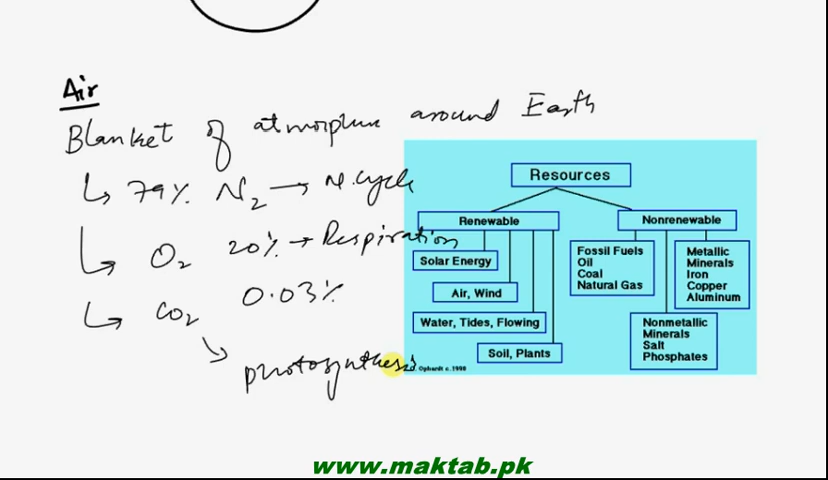 Air
Blanket of atmosphere around Earth
↳ 79% N₂ → N. cycle
↳ O₂ 20% → Respiration
↳ CO₂ 0.03%
↘ photosynthesis
Resources
Renewable
Solar Energy
Air, Wind
Water, Tides, Flowing
Soil, Plants
Nonrenewable
Fossil Fuels
Oil
Coal
Natural Gas
Metallic
Minerals
Iron
Copper
Aluminum
Nonmetallic
Minerals
Salt
Phosphates
Ophardt c. 1998
www.maktab.pk